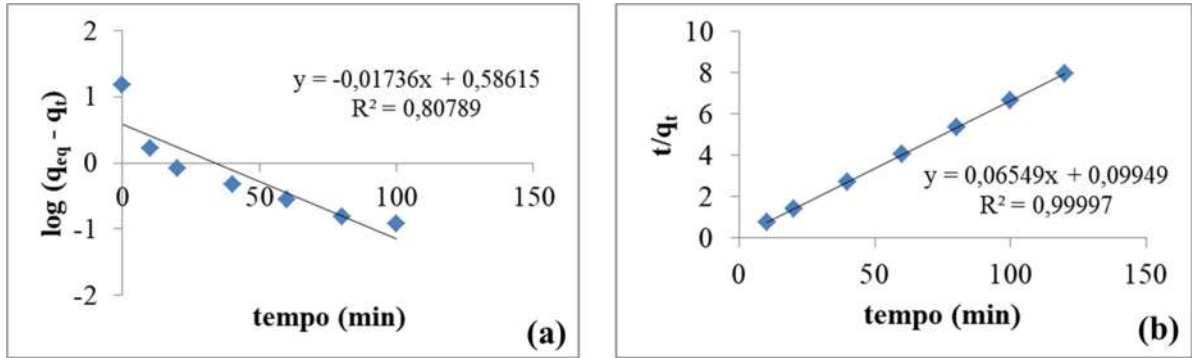 2
1
0
-1
-2
0
50
100
150
log (q_eq - q_t)
y = -0,01736x + 0,58615
R² = 0,80789
tempo (min)
(a)
10
8
6
4
2
0
0
50
100
150
t/q_t
y = 0,06549x + 0,09949
R² = 0,99997
tempo (min)
(b)